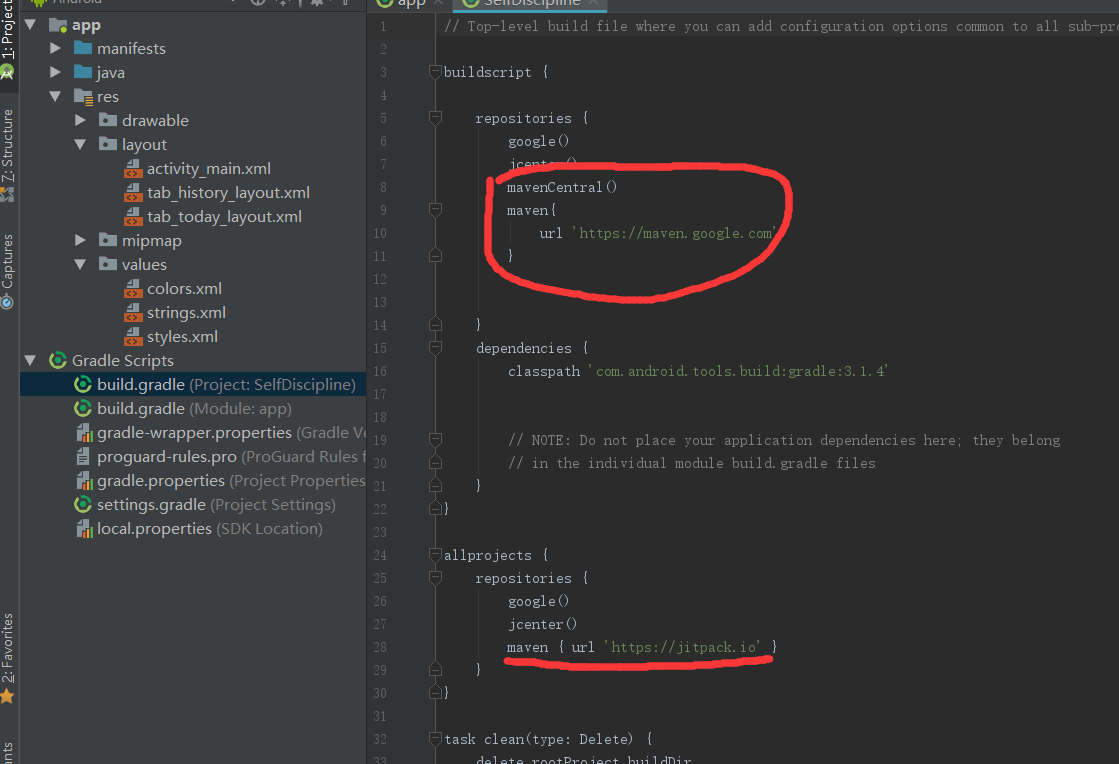 Android
1: Project
Z: Structure
Captures
2: Favorites
app
manifests
java
res
drawable
layout
activity_main.xml
tab_history_layout.xml
tab_today_layout.xml
mipmap
values
colors.xml
strings.xml
styles.xml
Gradle Scripts
build.gradle (Project: SelfDiscipline)
build.gradle (Module: app)
gradle-wrapper.properties (Gradle Ve
proguard-rules.pro (ProGuard Rules f
gradle.properties (Project Properties
settings.gradle (Project Settings)
local.properties (SDK Location)
app SelfDiscipline
1 // Top-level build file where you can add configuration options common to all sub-pro
2
3 buildscript {
4
5 repositories {
6 google()
7 jcenter()
8 mavenCentral()
9 maven{
10 url 'https://maven.google.com'
11 }
12
13
14 }
15 dependencies {
16 classpath 'com.android.tools.build:gradle:3.1.4'
17
18
19 // NOTE: Do not place your application dependencies here; they belong
20 // in the individual module build.gradle files
21 }
22 }
23
24 allprojects {
25 repositories {
26 google()
27 jcenter()
28 maven { url 'https://jitpack.io' }
29 }
30 }
31
32 task clean(type: Delete) {
33 delete rootProject.buildDir